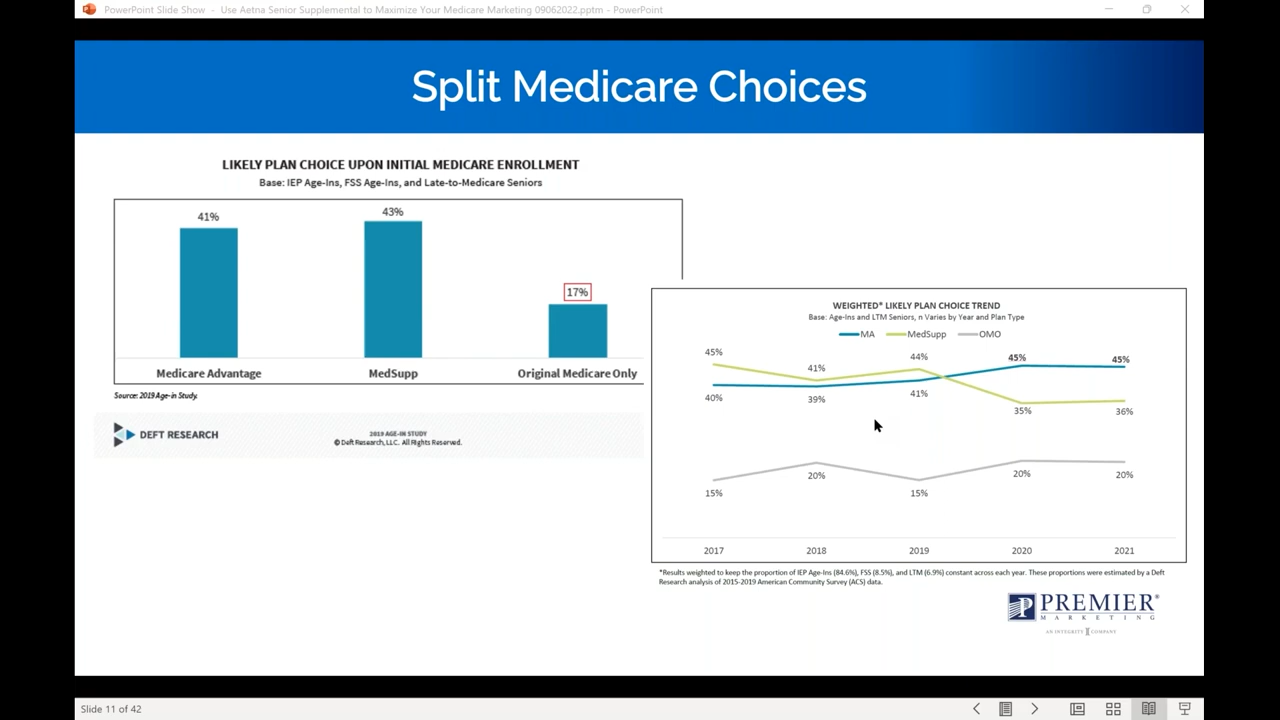 PowerPoint Slide Show - Use Aetna Senior Supplemental to Maximize Your Medicare Marketing 09062022.pptm - PowerPoint
Split Medicare Choices
LIKELY PLAN CHOICE UPON INITIAL MEDICARE ENROLLMENT
Base: IEP Age-Ins, FSS Age-Ins, and Late-to-Medicare Seniors
41%
43%
17%
Medicare Advantage
MedSupp
Original Medicare Only
Source: 2019 Age-in Study.
DEFT RESEARCH
2019 AGE-IN STUDY
© Deft Research, LLC. All Rights Reserved.
WEIGHTED* LIKELY PLAN CHOICE TREND
Base: Age-Ins and LTM Seniors, n Varies by Year and Plan Type
MA MedSupp OMO
45% 41% 44% 45% 45%
40% 39% 41% 35% 36%
15% 20% 15% 20% 20%
2017 2018 2019 2020 2021
*Results weighted to keep the proportion of IEP Age-Ins (84.6%), FSS (8.5%), and LTM (6.9%) constant across each year. These proportions were estimated by a Deft
Research analysis of 2015-2019 American Community Survey (ACS) data.
P PREMIER®
MARKETING
AN INTEGRITY COMPANY
Slide 11 of 42